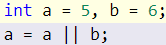 int a = 5, b = 6;
a = a || b;